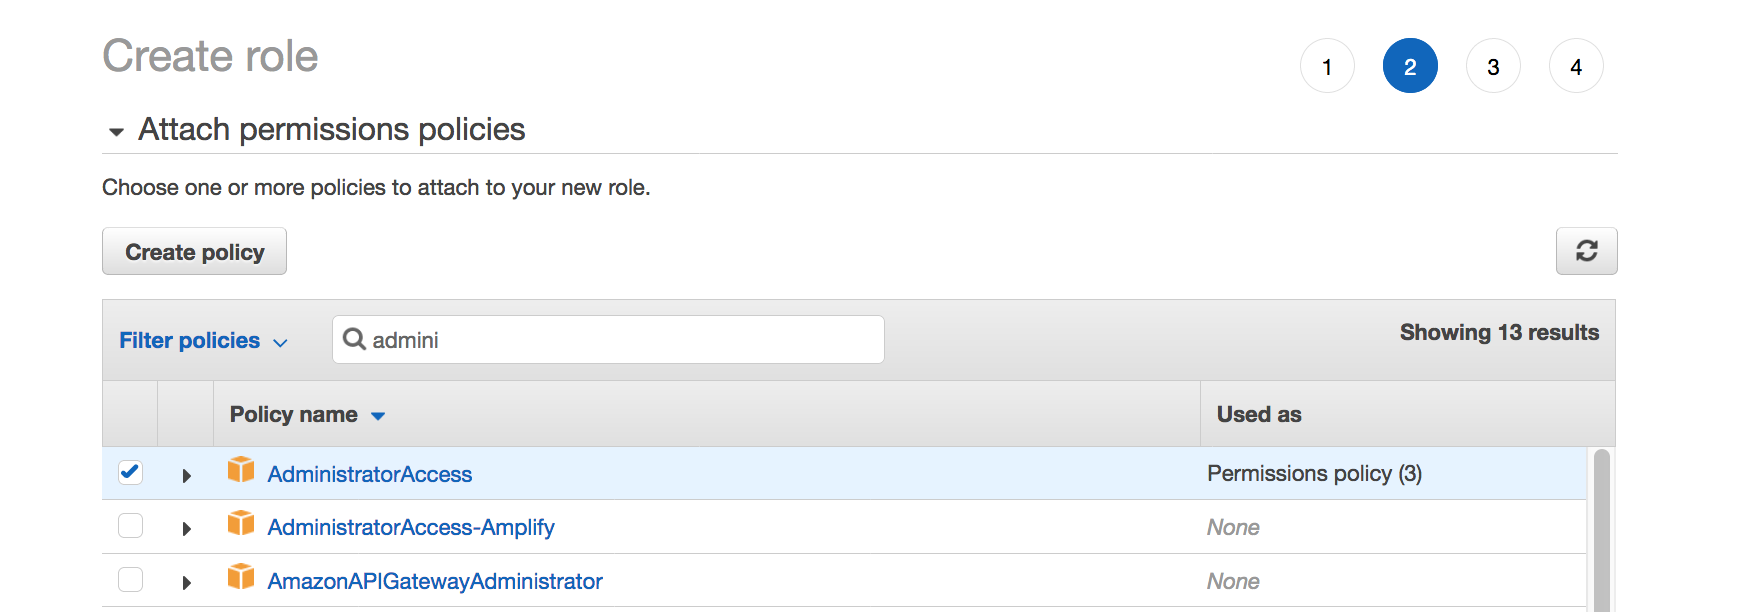 Create role
1 2 3 4
Attach permissions policies
Choose one or more policies to attach to your new role.
Create policy
Filter policies admini Showing 13 results
Policy name Used as
AdministratorAccess Permissions policy (3)
AdministratorAccess-Amplify None
AmazonAPIGatewayAdministrator None